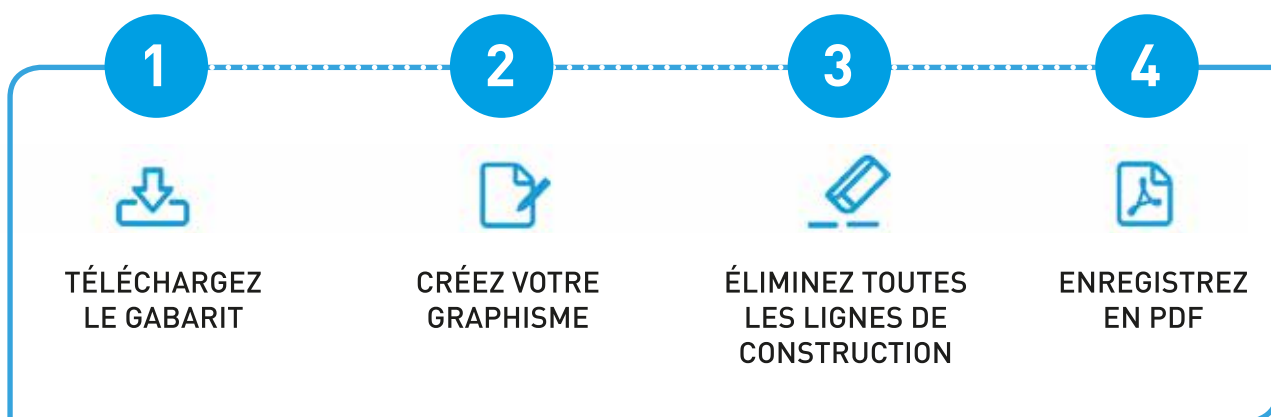 1
2
3
4
TÉLÉCHARGEZ
LE GABARIT
CRÉEZ VOTRE
GRAPHISME
ÉLIMINEZ TOUTES
LES LIGNES DE
CONSTRUCTION
ENREGISTREZ
EN PDF